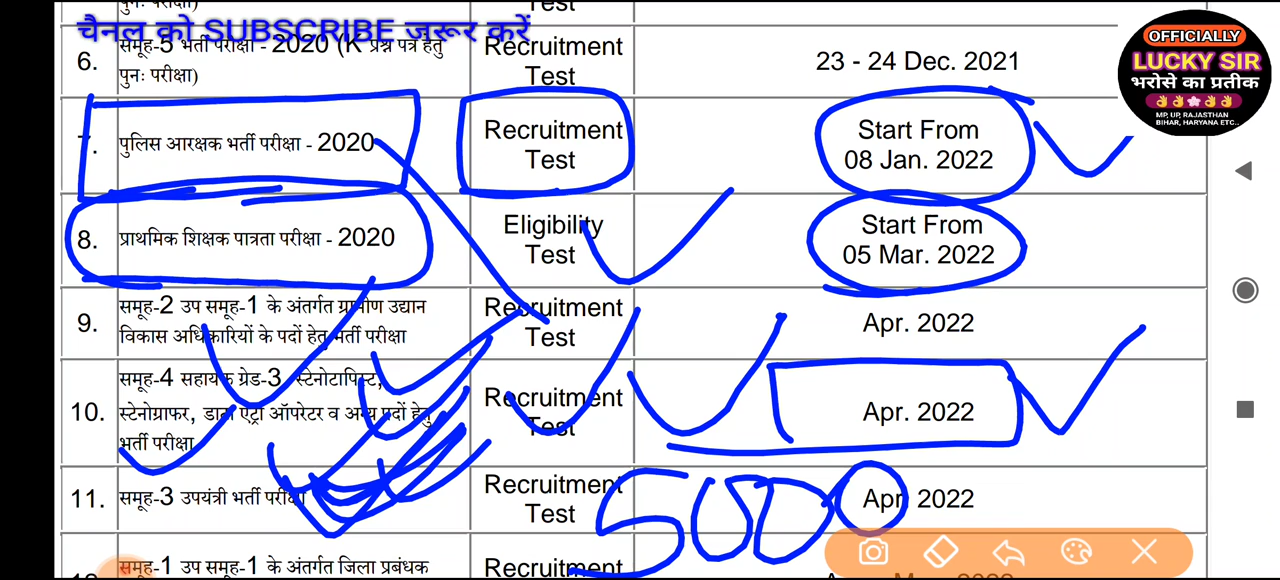 पुनः परीक्षा)
Test
चैनल को SUBSCRIBE ज़रूर करें
6.
समूह-5 भर्ती परीक्षा - 2020 (K प्रश्न पत्र हेतु
पुनः परीक्षा)
Recruitment
Test
23 - 24 Dec. 2021
OFFICIALLY
LUCKY SIR
भरोसे का प्रतीक
MP, UP, RAJASTHAN
BIHAR, HARYANA ETC..
7.
पुलिस आरक्षक भर्ती परीक्षा - 2020
Recruitment
Test
Start From
08 Jan. 2022
8.
प्राथमिक शिक्षक पात्रता परीक्षा - 2020
Eligibility
Test
Start From
05 Mar. 2022
9.
समूह-2 उप समूह-1 के अंतर्गत ग्रामीण उद्यान
विकास अधिकारियों के पदों हेतु भर्ती परीक्षा
Recruitment
Test
Apr. 2022
10.
समूह-4 सहायक ग्रेड-3, स्टेनोटापिस्ट,
स्टेनोग्राफर, डाटा एंट्री ऑपरेटर व अन्य पदों हेतु
भर्ती परीक्षा
Recruitment
Test
Apr. 2022
11.
समूह-3 उपयंत्री भर्ती परीक्षा
Recruitment
Test
Apr. 2022
5000
समूह-1 उप समूह-1 के अंतर्गत जिला प्रबंधक
Recruitment